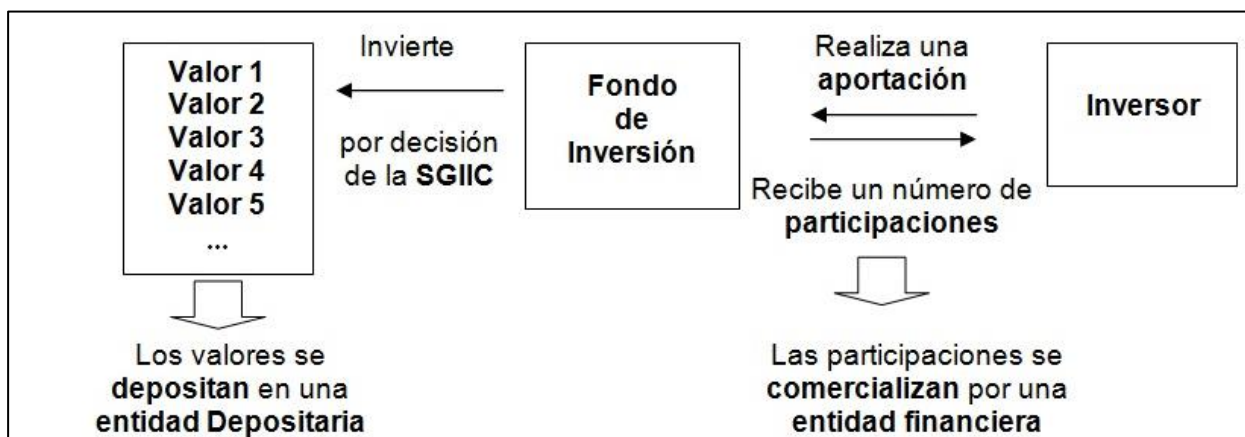 Valor 1
Valor 2
Valor 3
Valor 4
Valor 5
...
Invierte
por decisión
de la SGIIC
Fondo
de
Inversión
Realiza una
aportación
Recibe un número de
participaciones
Inversor
Los valores se
depositan en una
entidad Depositaria
Las participaciones se
comercializan por una
entidad financiera